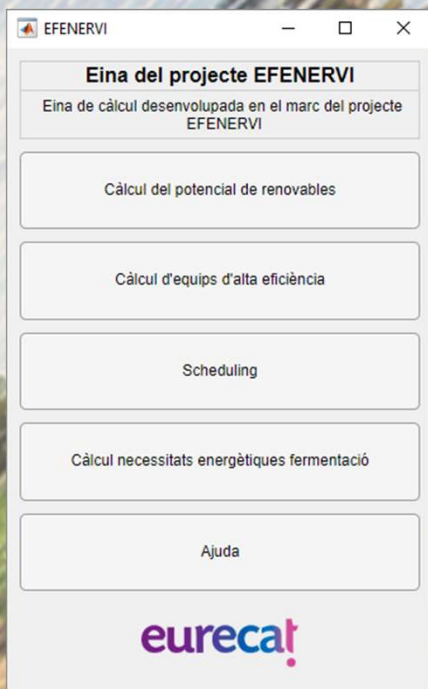 EFENERVI
Eina del projecte EFENERVI
Eina de càlcul desenvolupada en el marc del projecte
EFENERVI
Càlcul del potencial de renovables
Càlcul d'equips d'alta eficiència
Scheduling
Càlcul necessitats energètiques fermentació
Ajuda
eurecat